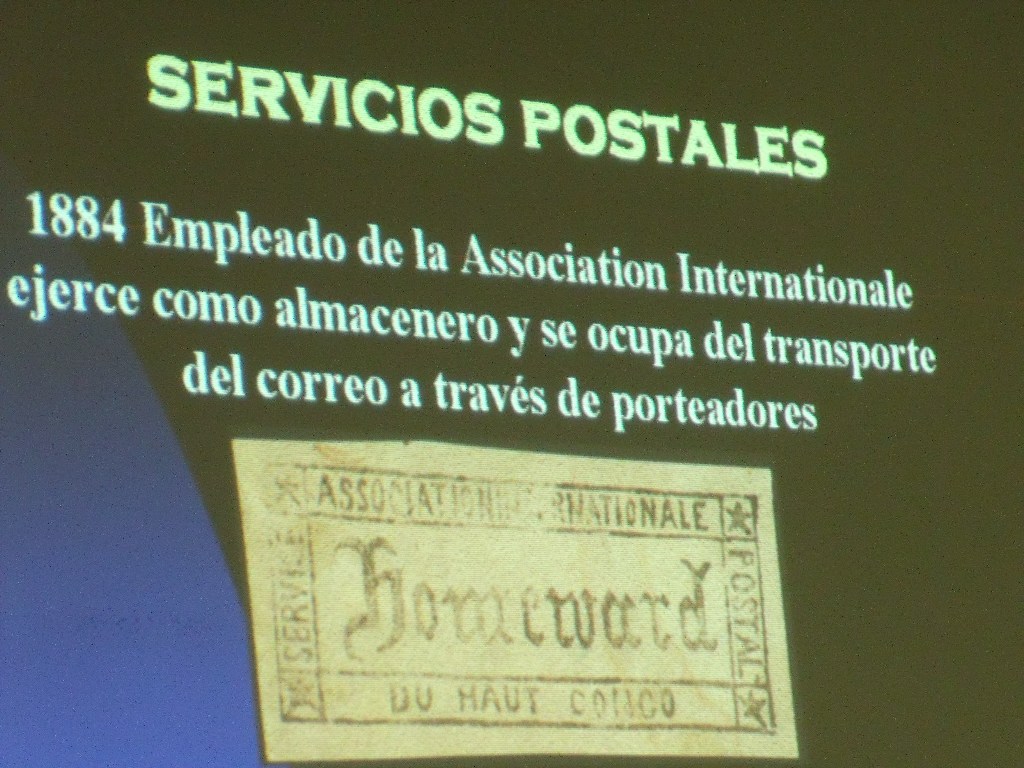 SERVICIOS POSTALES
1884 Empleado de la Association Internationale
ejerce como almacenero y se ocupa del transporte
del correo a través de porteadores
ASSOCIATION INTERNATIONALE
SERVICE
Homeward
POSTAL
DU HAUT CONGO